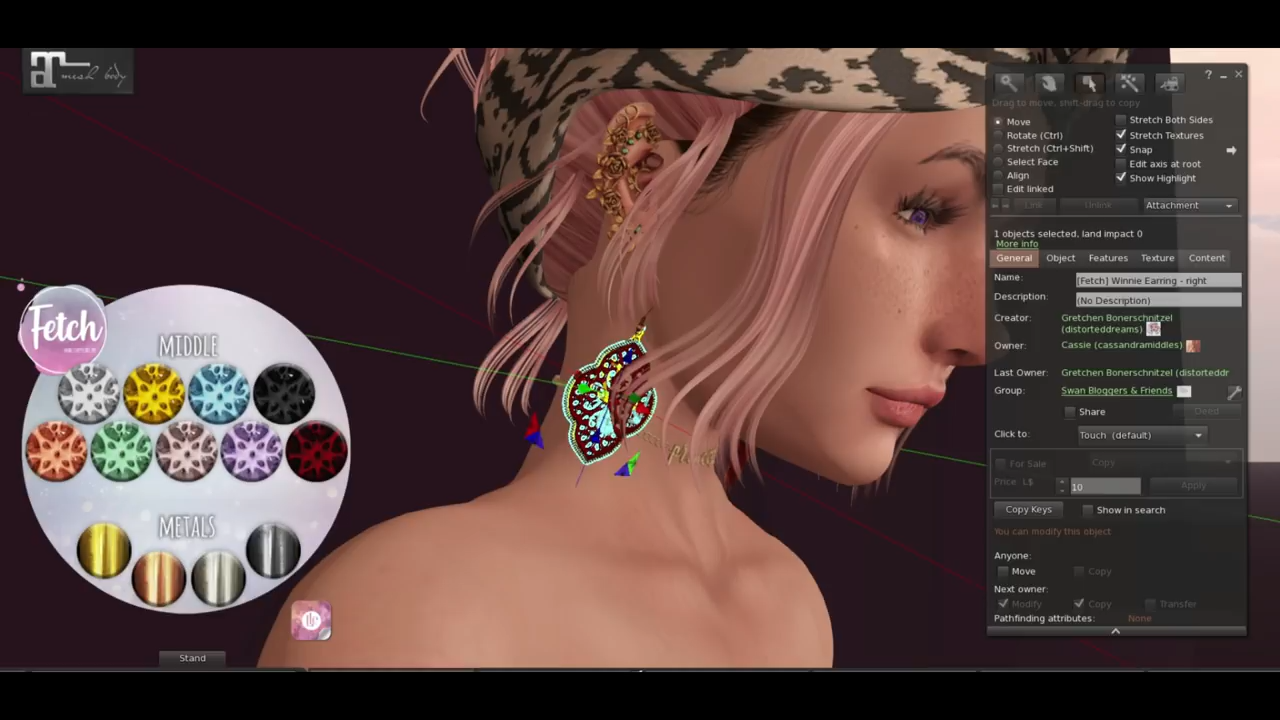 mesh body
?
Drag to move, shift-drag to copy
Move
Rotate (Ctrl)
Stretch (Ctrl+Shift)
Select Face
Align
Edit linked
Stretch Both Sides
Stretch Textures
Snap
Edit axis at root
Show Highlight
Link
Unlink
Attachment
1 objects selected, land impact 0
More info
General
Object
Features
Texture
Content
Name:
[Fetch] Winnie Earring - right
Description:
(No Description)
Creator:
Gretchen Bonerschnitzel
(distorteddreams)
Owner:
Cassie (cassandramiddles)
Last Owner:
Gretchen Bonerschnitzel (distorteddr
Group:
Swan Bloggers & Friends
Share
Deed
Click to:
Touch (default)
For Sale
Copy
Price: L$
10
Apply
Copy Keys
Show in search
You can modify this object
Anyone:
Move
Copy
Next owner:
Modify
Copy
Transfer
Pathfinding attributes:
None
Fetch
MIDDLE
METALS
Stand